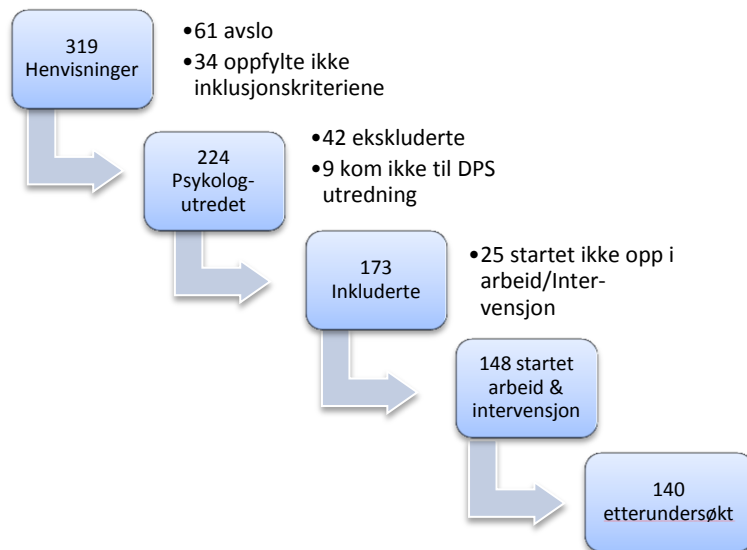 319
Henvisninger
•61 avslo
•34 oppfylte ikke
inklusjonskriteriene
224
Psykolog-
utredet
•42 ekskluderte
•9 kom ikke til DPS
utredning
173
Inkluderte
•25 startet ikke opp i
arbeid/Inter-
vensjon
148 startet
arbeid &
intervensjon
140
etterundersøkt